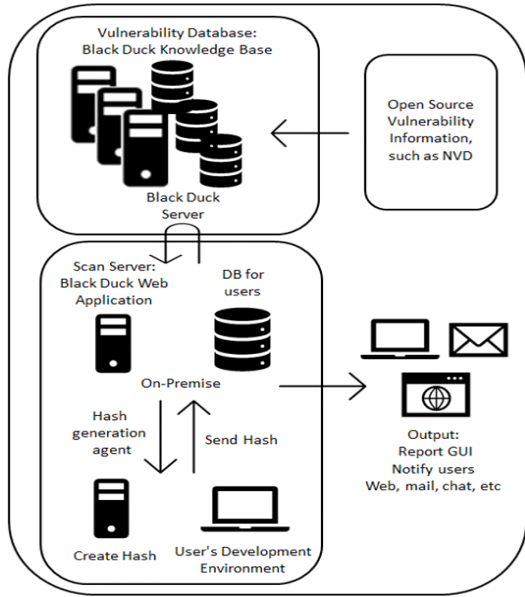 Vulnerability Database:
Black Duck Knowledge Base
Black Duck
Server
Open Source
Vulnerability
Information,
such as NVD
Scan Server:
Black Duck Web
Application
DB for
users
On-Premise
Hash
generation
agent
Send Hash
Create Hash
User's Development
Environment
Output:
Report GUI
Notify users
Web, mail, chat, etc